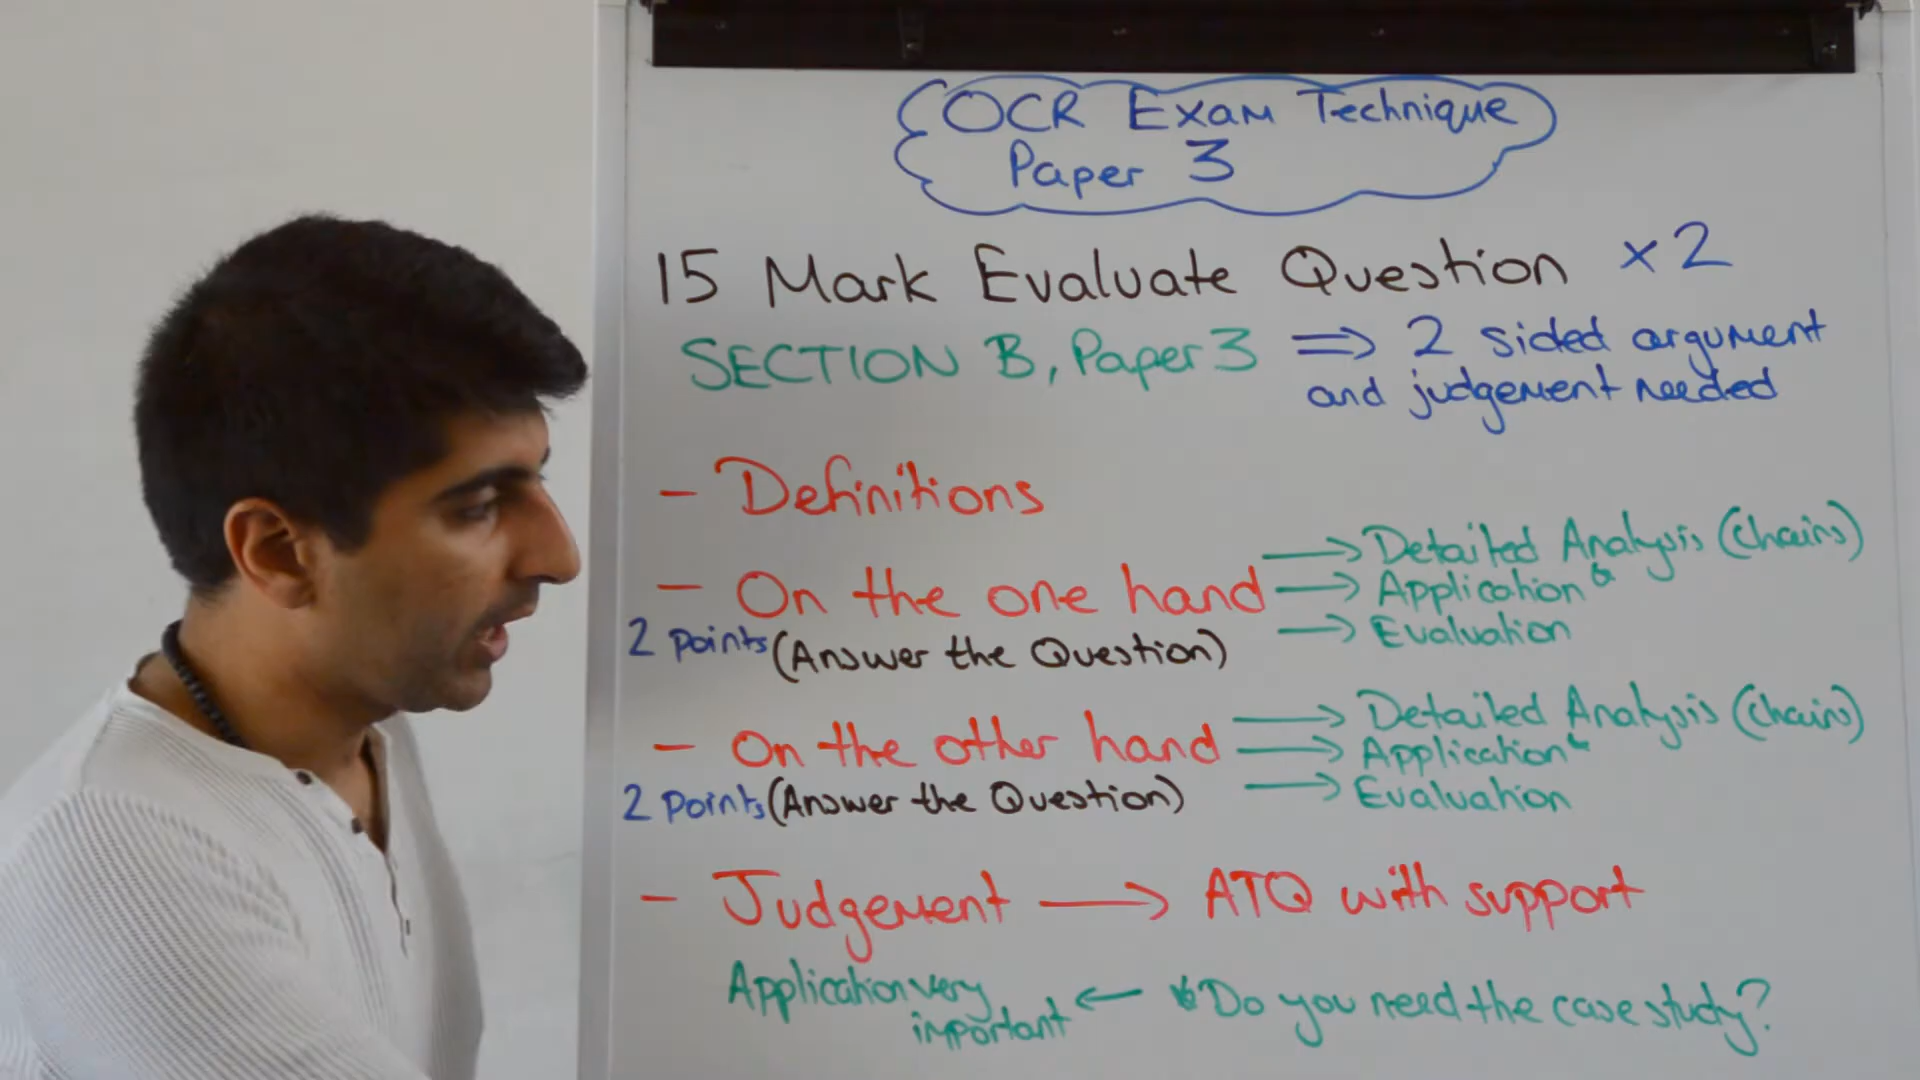 OCR Exam Technique
Paper 3
15 Mark Evaluate Question x2
SECTION B, Paper 3 ⇒ 2 sided argument
and judgement needed
- Definitions
→ Detailed Analysis (Chains)
- On the one hand → Application
→ Evaluation
2 points (Answer the Question)
→ Detailed Analysis (Chains)
- On the other hand → Application
→ Evaluation
2 points (Answer the Question)
- Judgement → ATQ with support
Application very
important ← * Do you need the case study?